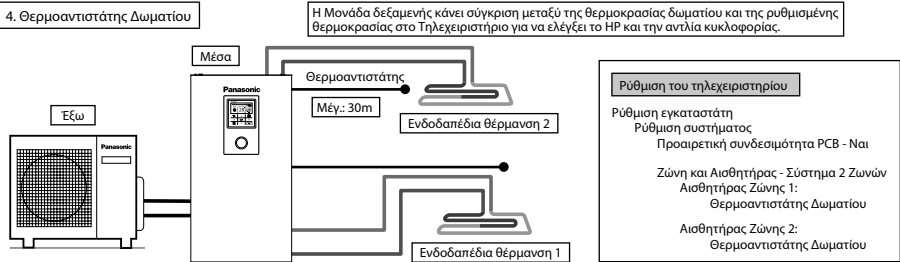 4. Θερμοαντιστάτης Δωματίου
Η Μονάδα δεξαμενής κάνει σύγκριση μεταξύ της θερμοκρασίας δωματίου και της ρυθμισμένης
θερμοκρασίας στο Τηλεχειριστήριο για να ελέγξει το HP και την αντλία κυκλοφορίας.
Μέσα
Έξω
Panasonic
Panasonic
Θερμοαντιστάτης
Μέγ.: 30m
Ενδοδαπέδια θέρμανση 2
Ενδοδαπέδια θέρμανση 1
Ρύθμιση του τηλεχειριστηρίου
Ρύθμιση εγκαταστάτη
Ρύθμιση συστήματος
Προαιρετική συνδεσιμότητα PCB - Ναι
Ζώνη και Αισθητήρας - Σύστημα 2 Ζωνών
Αισθητήρας Ζώνης 1:
Θερμοαντιστάτης Δωματίου
Αισθητήρας Ζώνης 2:
Θερμοαντιστάτης Δωματίου